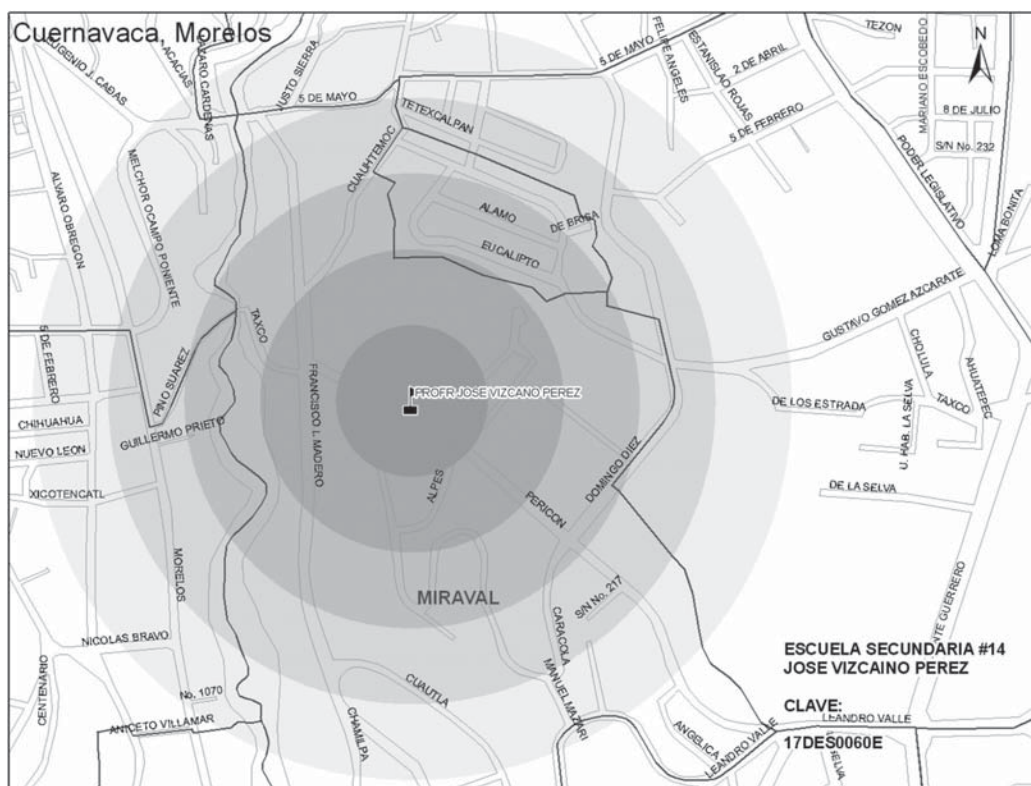 Cuernavaca, Morelos
EUGENIO J. CAÐAS
ACACIAS
LAZARO CARDENAS
JUSTO SIERRA
5 DE MAYO
5 DE MAYO
FELIPE ANGELES
ESTANISLAO ROJAS
2 DE ABRIL
5 DE FEBRERO
TEZON
MARIANO ESCOBEDO
N
8 DE JULIO
S/N No. 232
PODER LEGISLATIVO
LOMA BONITA
TETEXCALPAN
CUAUHTEMOC
MELCHOR OCAMPO PONIENTE
ALVARO OBREGON
ALAMO
DE BRISA
EUCALIPTO
TAXCO
PINO SUAREZ
5 DE FEBRERO
GUSTAVO GOMEZ AZCARATE
CHOLULA
AHUATEPEC
TAXCO
PROFR JOSE VIZCANO PEREZ
FRANCISCO I. MADERO
DE LOS ESTRADA
U. HAB. LA SELVA
CHIHUAHUA
GUILLERMO PRIETO
NUEVO LEON
XICOTENCATL
ALPES
PERICON
DOMINGO DIEZ
DE LA SELVA
MORELOS
MIRAVAL
S/N No. 217
CARACOLA
NTE GUERRERO
NICOLAS BRAVO
CENTENARIO
No. 1070
ANICETO VILLAMAR
CHAMILPA
CUAUTLA
MANUEL MAZARI
ANGELICA
LEANDRO VALLE
LEANDRO VALLE
ESCUELA SECUNDARIA #14
JOSE VIZCAINO PEREZ
CLAVE:
17DES0060E